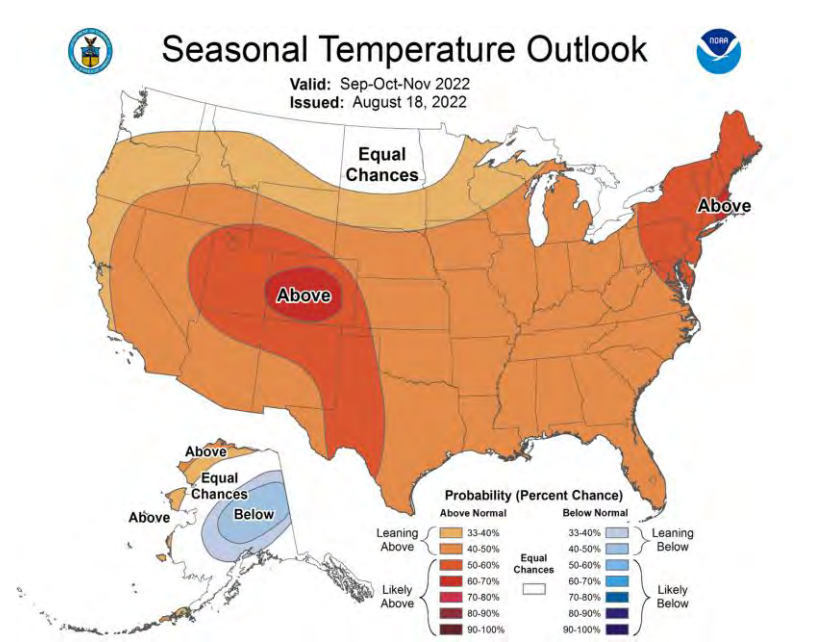 NOAA
Seasonal Temperature Outlook
Valid: Sep-Oct-Nov 2022
Issued: August 18, 2022
Equal
Chances
Above
Above
Above
Equal
Chances
Below
Above
Probability (Percent Chance)
Above Normal
Below Normal
Leaning
Above
33-40%
40-50%
Likely
Above
50-60%
60-70%
70-80%
80-90%
90-100%
Equal
Chances
33-40%
40-50%
Leaning
Below
50-60%
60-70%
70-80%
80-90%
90-100%
Likely
Below